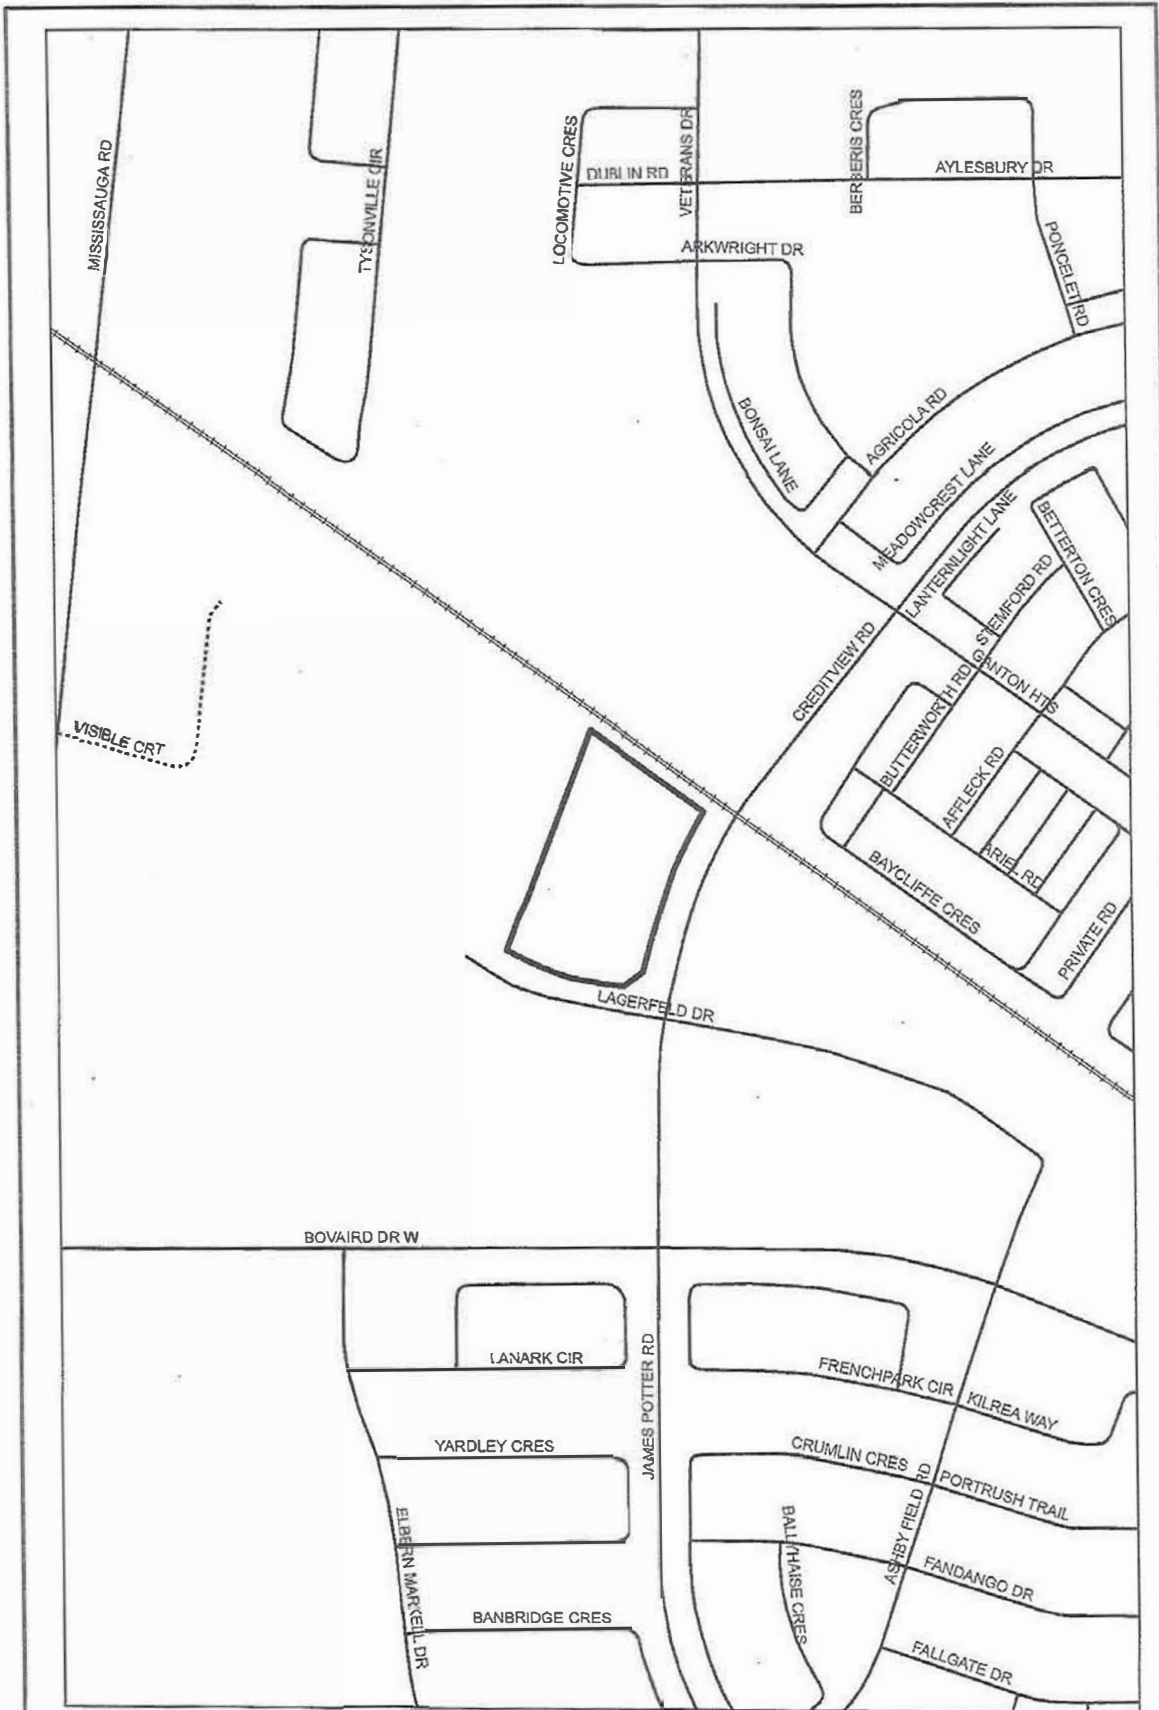 MISSISSAUGA RD
TYSONVILLE CIR
LOCOMOTIVE CRES
DUBLIN RD
VETERANS DR
BERBERIS CRES
AYLESBURY DR
ARKWRIGHT DR
PONCELET RD
BONSAI LANE
AGRICOLA RD
MEADOWCREST LANE
LANTERNLIGHT LANE
BETTERTON CRES
STEMFORD RD
CREDITVIEW RD
GANTON HTS
BUTTERWORTH RD
VISIBLE CRT
AFFLECK RD
ARIEL RD
BAYCLIFFE CRES
PRIVATE RD
LAGERFELD DR
BOVAIRD DR W
LANARK CIR
JAMES POTTER RD
FRENCHPARK CIR
KILREA WAY
YARDLEY CRES
CRUMLIN CRES
PORTRUSH TRAIL
ELBERN MARKELL DR
BALLYHAISE CRES
ASHBY FIELD RD
FANDANGO DR
BANBRIDGE CRES
FALLGATE DR